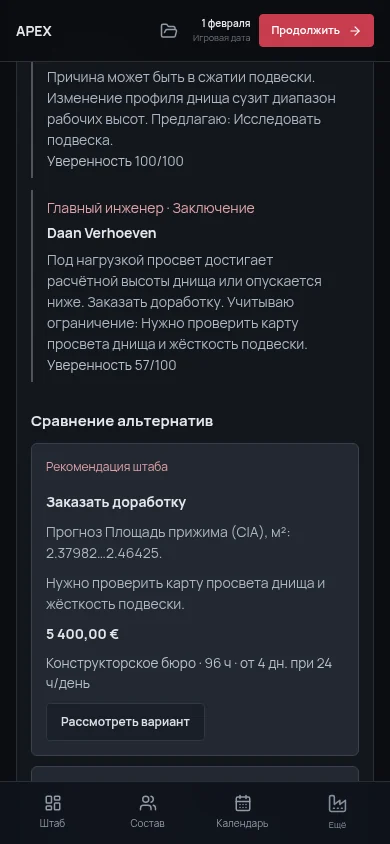 APEX
1 февраля
Игровая дата
Продолжить
Причина может быть в сжатии подвески.
Изменение профиля днища сузит диапазон
рабочих высот. Предлагаю: Исследовать
подвеска.
Уверенность 100/100
Главный инженер · Заключение
Daan Verhoeven
Под нагрузкой просвет достигает
расчётной высоты днища или опускается
ниже. Заказать доработку. Учитываю
ограничение: Нужно проверить карту
просвета днища и жёсткость подвески.
Уверенность 57/100
Сравнение альтернатив
Рекомендация штаба
Заказать доработку
Прогноз Площадь прижима (ClA), м²:
2.37982…2.46425.
Нужно проверить карту просвета днища и
жёсткость подвески.
5 400,00 €
Конструкторское бюро · 96 ч · от 4 дн. при 24
ч/день
Рассмотреть вариант
Штаб
Состав
Календарь
Ещё